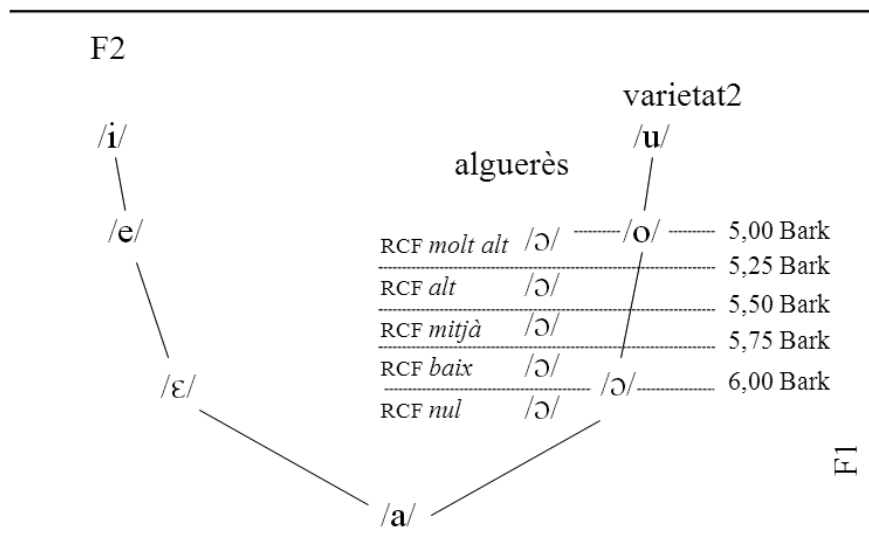 F2
varietat2
/i/ /u/
alguerès
/e/ RCF molt alt /ɔ/ /o/ 5,00 Bark
5,25 Bark
RCF alt /ɔ/
5,50 Bark
RCF mitjà /ɔ/
5,75 Bark
RCF baix /ɔ/
/ɛ/ /ɔ/ 6,00 Bark
RCF nul /ɔ/
F1
/a/